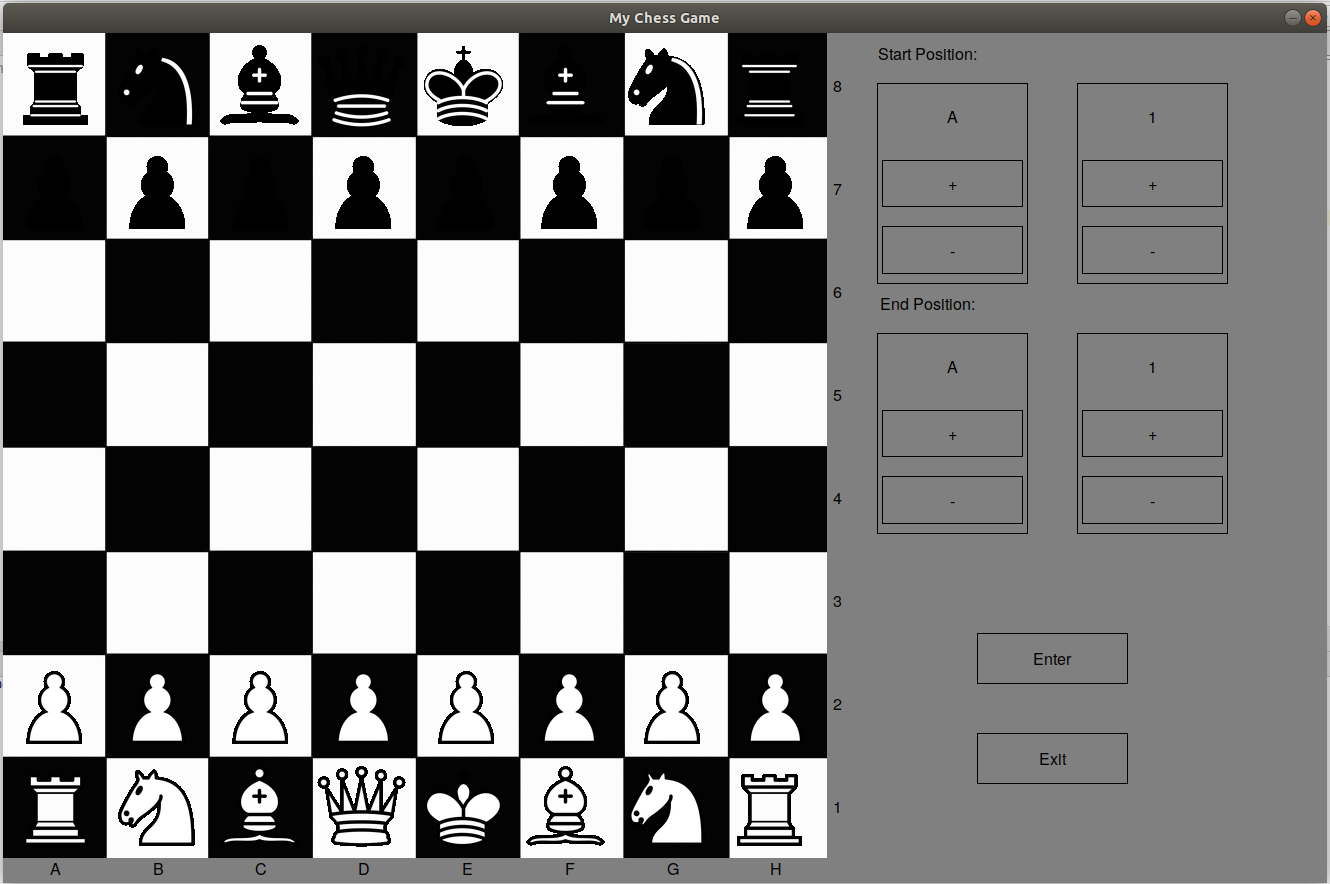 My Chess Game
Start Position:
8
A
1
+
+
7
-
-
6
End Position:
A
1
5
+
+
4
-
-
3
Enter
2
Exit
1
A B C D E F G H